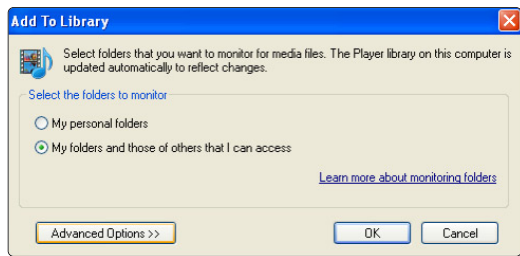 Add To Library
Select folders that you want to monitor for media files. The Player library on this computer is
updated automatically to reflect changes.
Select the folders to monitor
My personal folders
My folders and those of others that I can access
Learn more about monitoring folders
Advanced Options >>
OK
Cancel